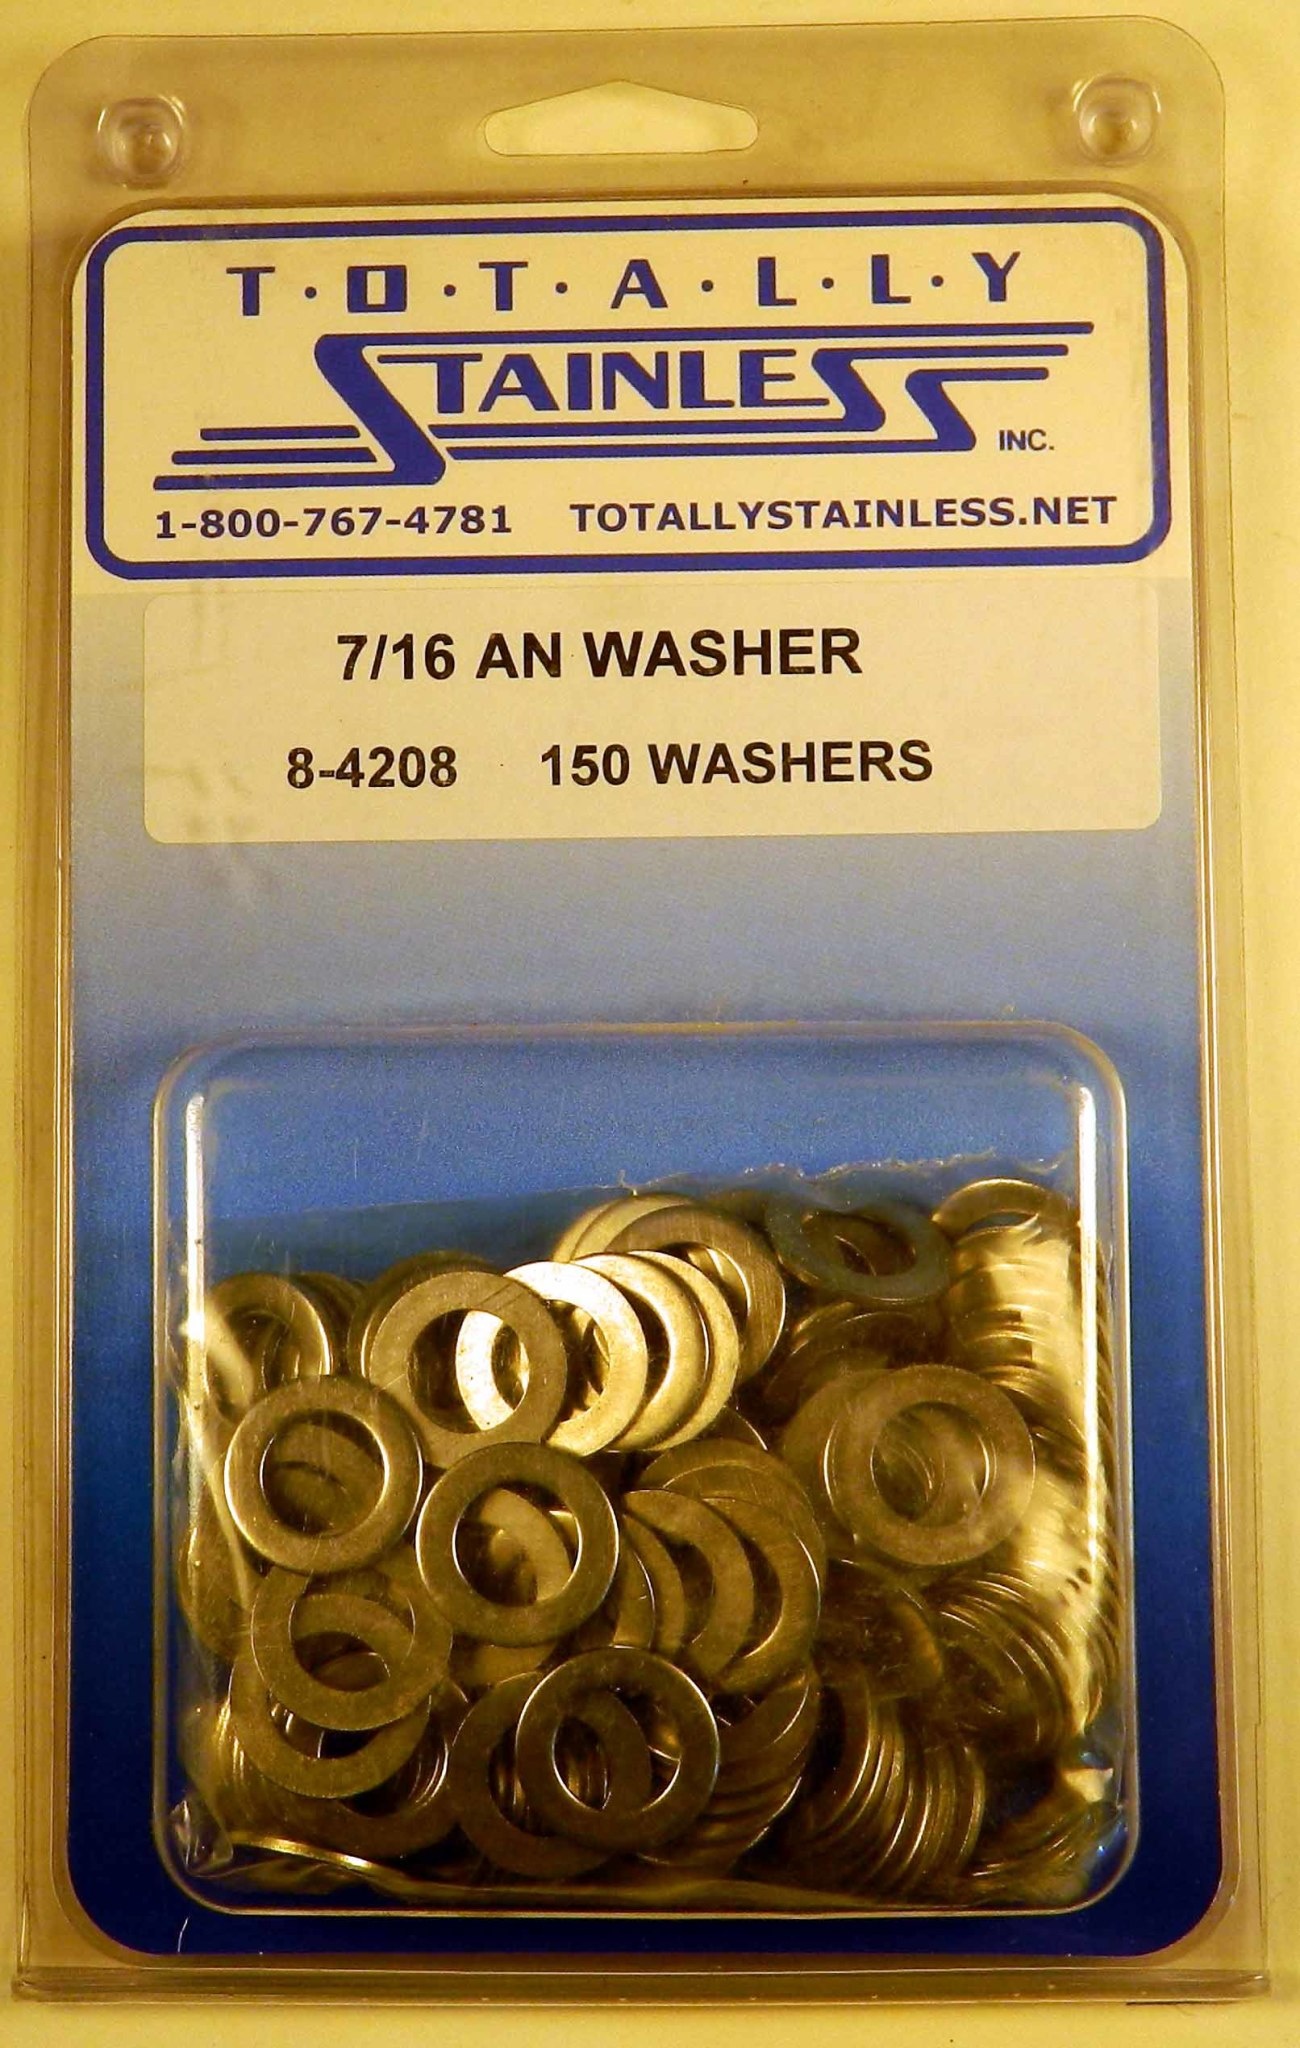 T·O·T·A·L·L·Y
STAINLESS
INC.
1-800-767-4781 TOTALLYSTAINLESS.NET
7/16 AN WASHER
8-4208 150 WASHERS